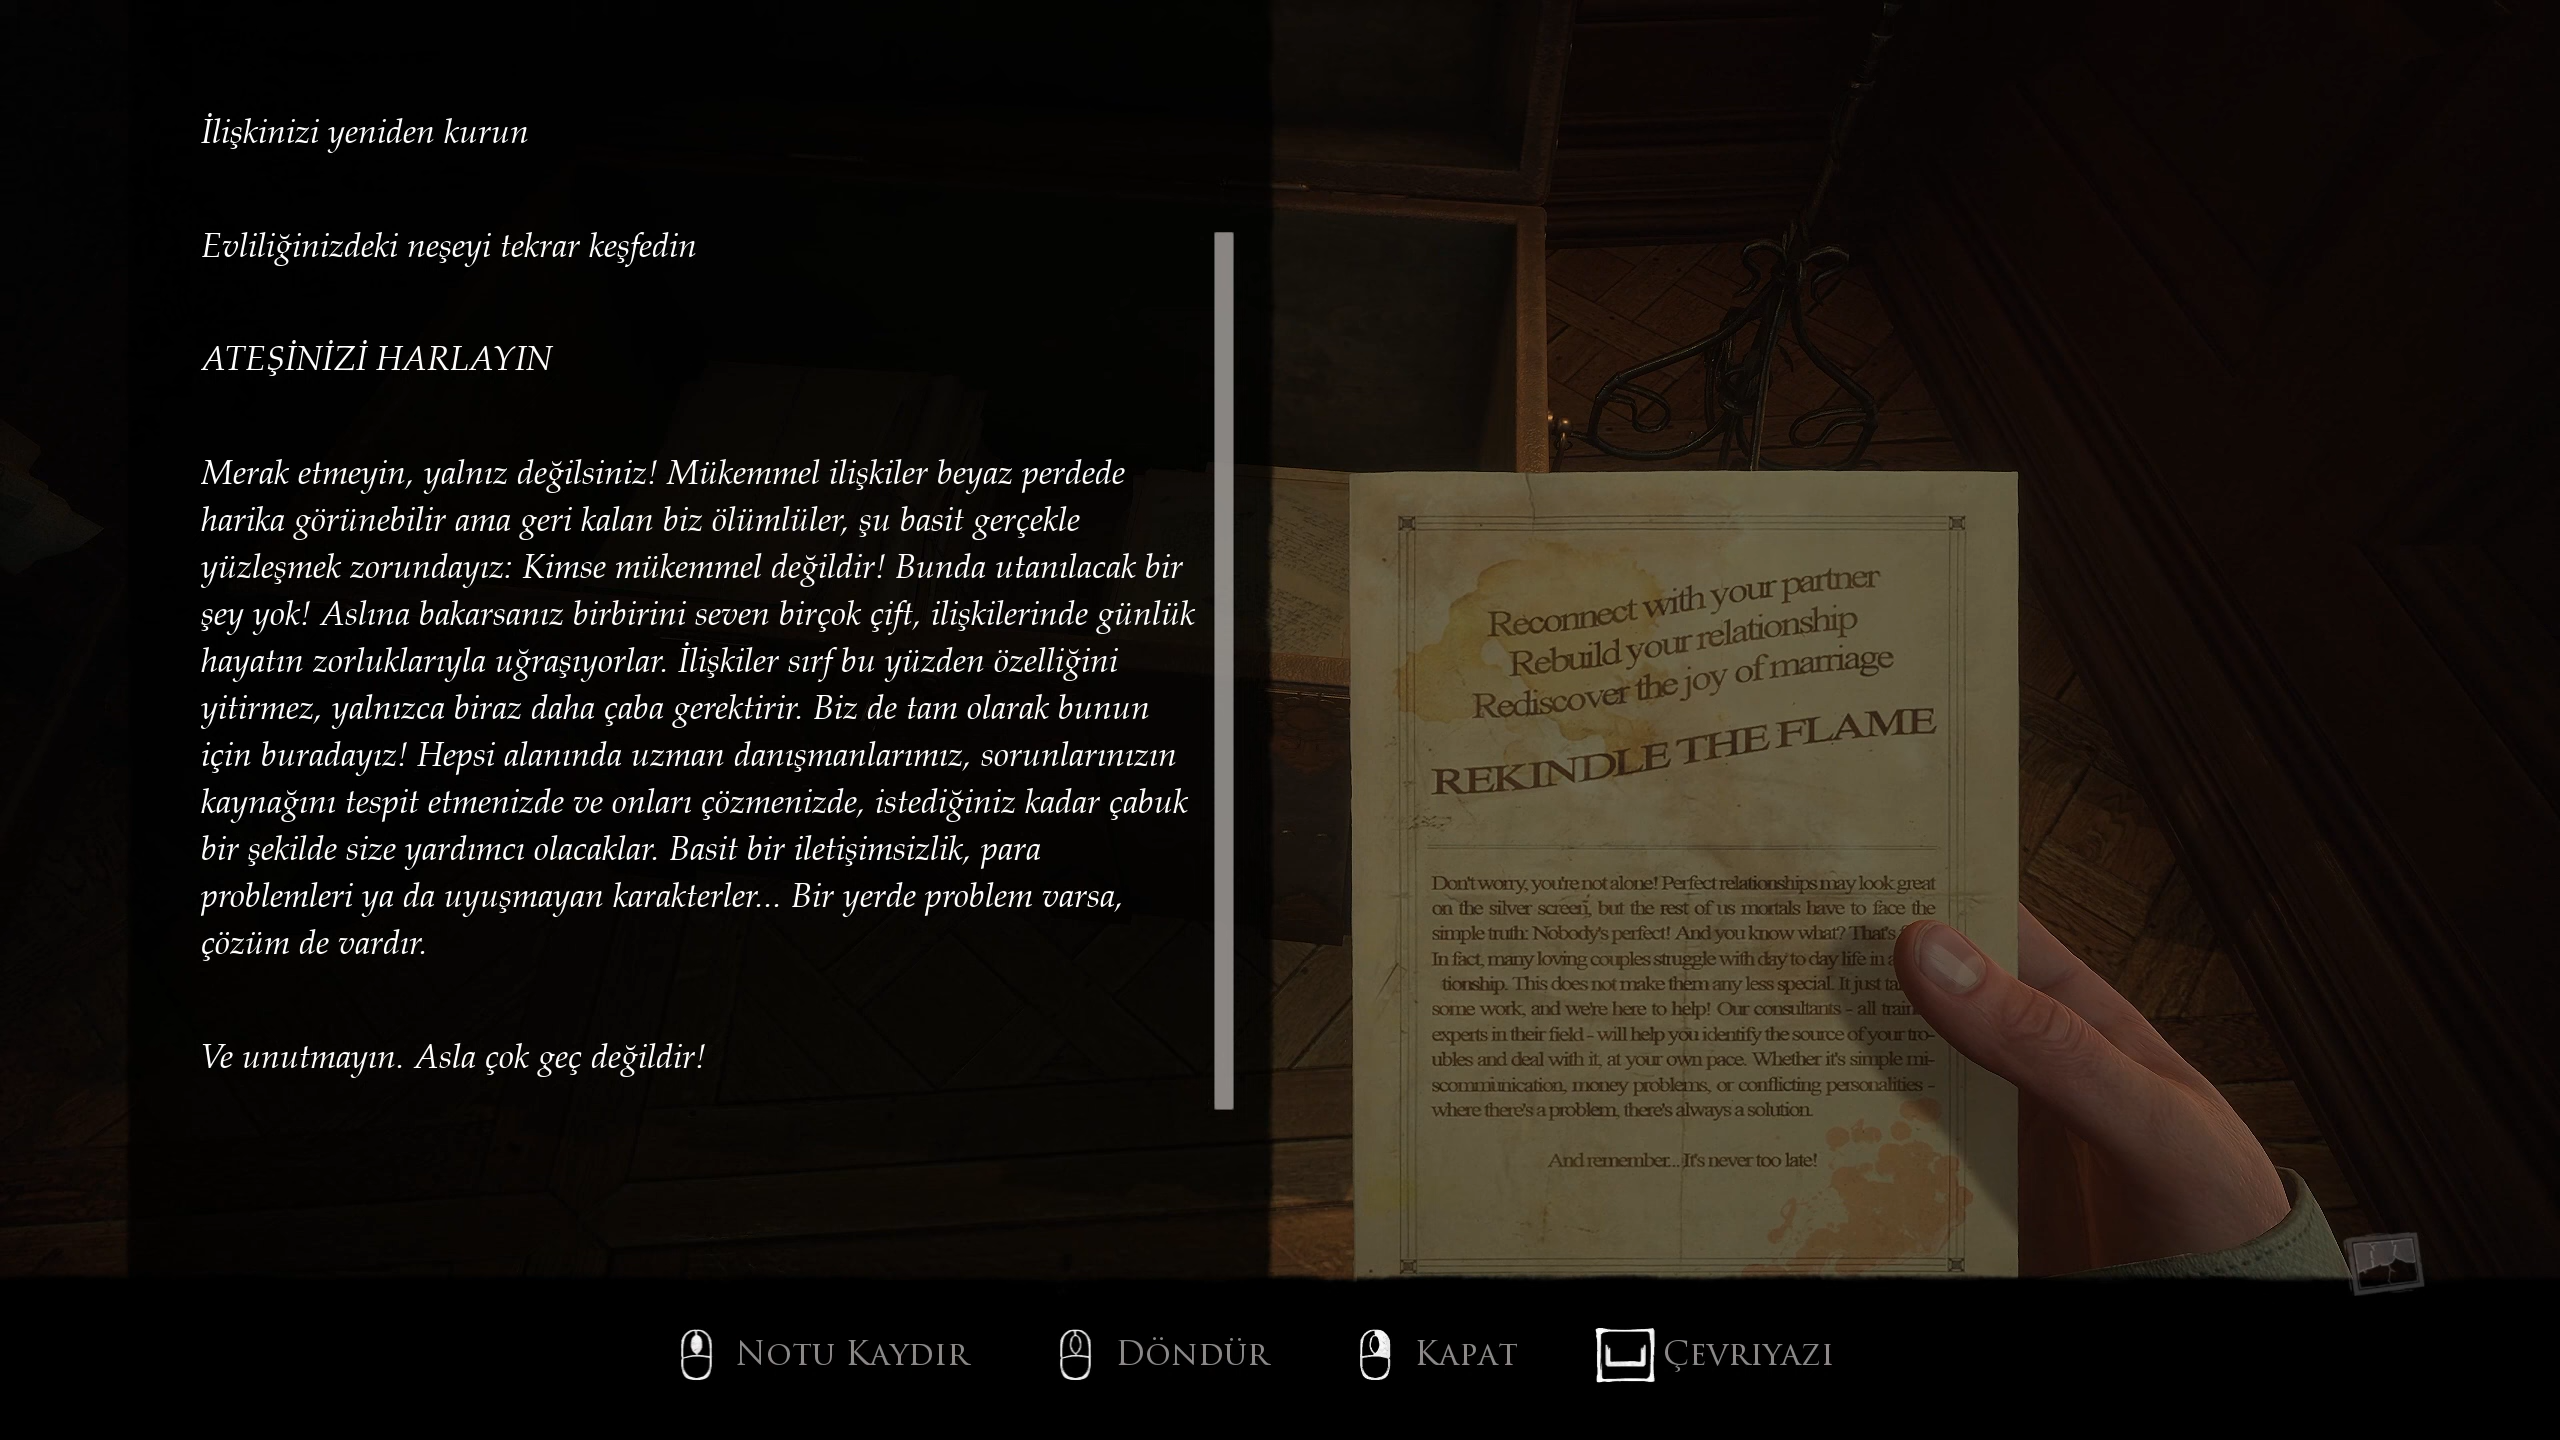 İlişkinizi yeniden kurun
Evliliğinizdeki neşeyi tekrar keşfedin
ATEŞİNİZİ HARLAYIN
Merak etmeyin, yalnız değilsiniz! Mükemmel ilişkiler beyaz perdede
harika görünebilir ama geri kalan biz ölümlüler, şu basit gerçekle
yüzleşmek zorundayız: Kimse mükemmel değildir! Bunda utanılacak bir
şey yok! Aslına bakarsanız birbirini seven birçok çift, ilişkilerinde günlük
hayatın zorluklarıyla uğraşıyorlar. İlişkiler sırf bu yüzden özelliğini
yitirmez, yalnızca biraz daha çaba gerektirir. Biz de tam olarak bunun
için buradayız! Hepsi alanında uzman danışmanlarımız, sorunlarınızın
kaynağını tespit etmenizde ve onları çözmenizde, istediğiniz kadar çabuk
bir şekilde size yardımcı olacaklar. Basit bir iletişimsizlik, para
problemleri ya da uyuşmayan karakterler... Bir yerde problem varsa,
çözüm de vardır.
Ve unutmayın. Asla çok geç değildir!
Reconnect with your partner
Rebuild your relationship
Rediscover the joy of marriage
REKINDLE THE FLAME
Don't worry, you're not alone! Perfect relationships may look great
on the silver screen, but the rest of us mortals have to face the
simple truth: Nobody's perfect! And you know what? That's
In fact, many loving couples struggle with day to day life in a
tionship. This does not make them any less special. It just
some work, and we're here to help! Our consultants - all
experts in their field - will help you identify the source of your tro-
ubles and deal with it, at your own pace. Whether it's simple mi-
scommunication, money problems, or conflicting personalities -
where there's a problem, there's always a solution.
And remember... It's never too late!
NOTU KAYDIR
DÖNDÜR
KAPAT
ÇEVRIYAZI